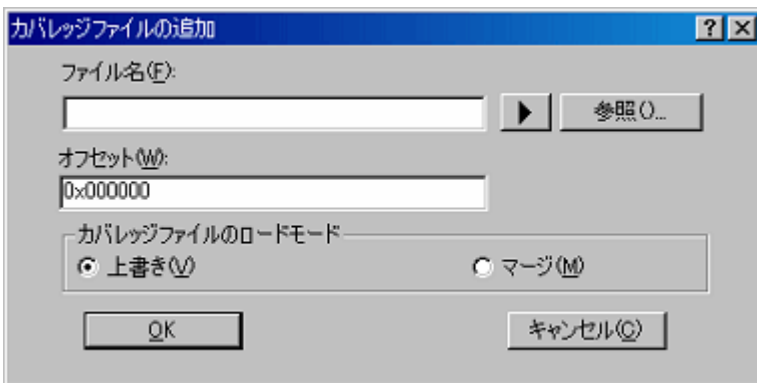 カバレッジファイルの追加
ファイル名(F):
参照()...
オフセット(W):
0x000000
カバレッジファイルのロードモード
上書き(V) マージ(M)
OK キャンセル(C)